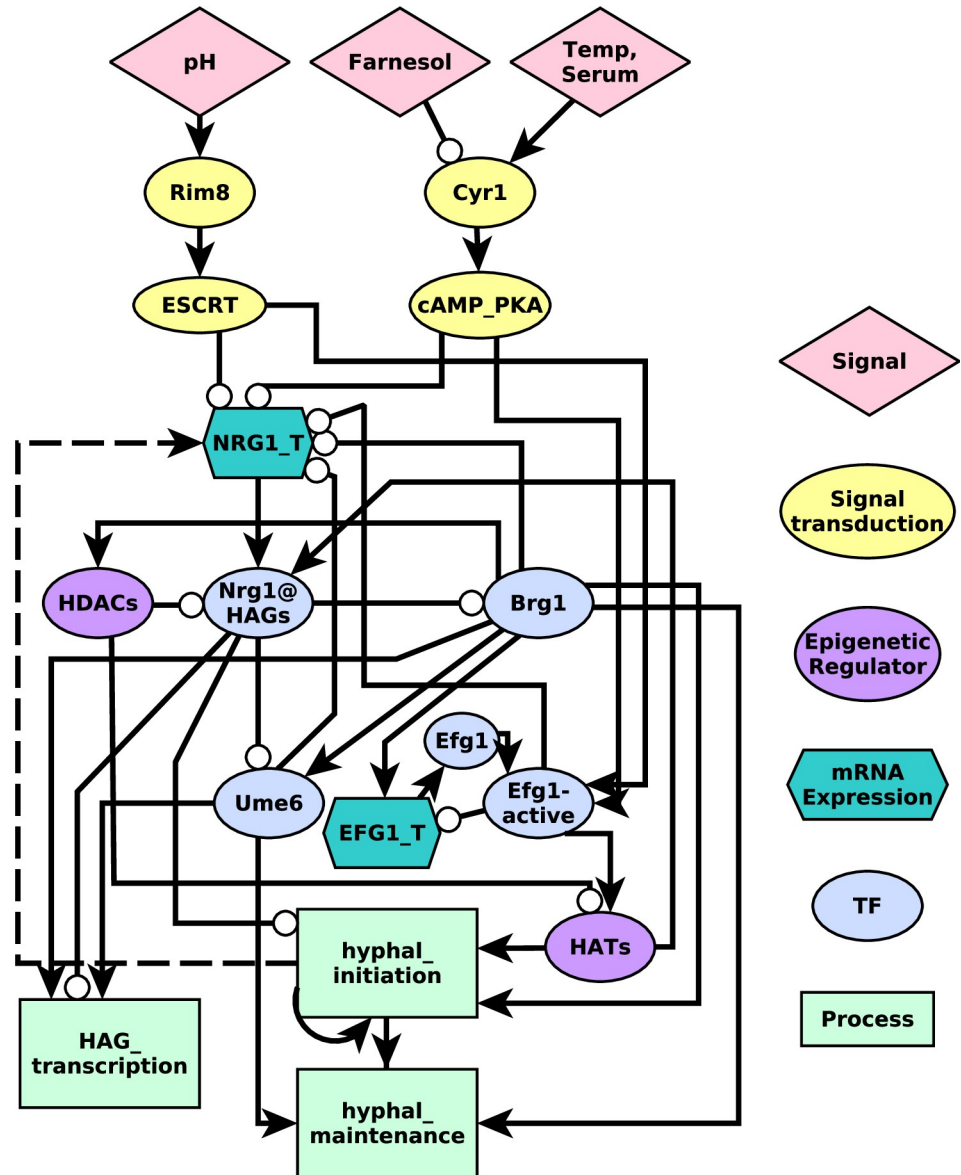 pH
Farnesol
Temp,
Serum
Rim8
Cyr1
ESCRT
cAMP_PKA
Signal
NRG1_T
Signal
transduction
HDACs
Nrg1@
HAGs
Brg1
Epigenetic
Regulator
Efg1
mRNA
Expression
Ume6
EFG1_T
Efg1-
active
TF
hyphal_
initiation
HATs
Process
HAG_
transcription
hyphal_
maintenance